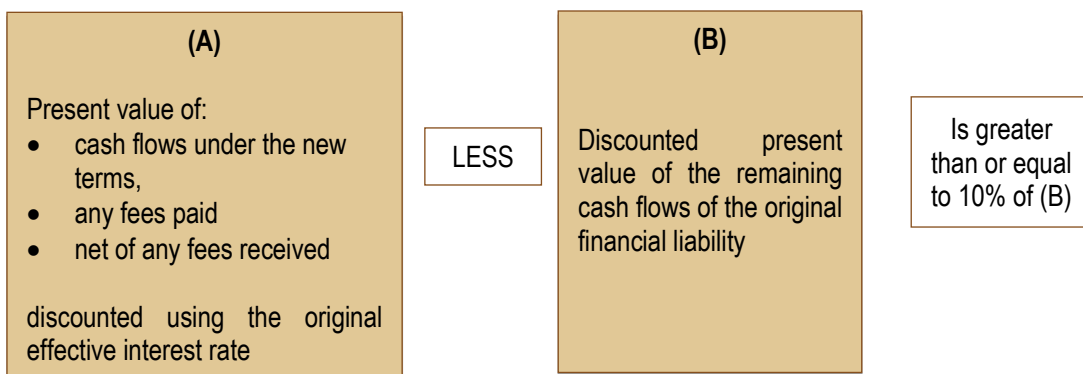 (A)
Present value of:
• cash flows under the new
terms,
• any fees paid
• net of any fees received
discounted using the original
effective interest rate
LESS
(B)
Discounted present
value of the remaining
cash flows of the original
financial liability
Is greater
than or equal
to 10% of (B)